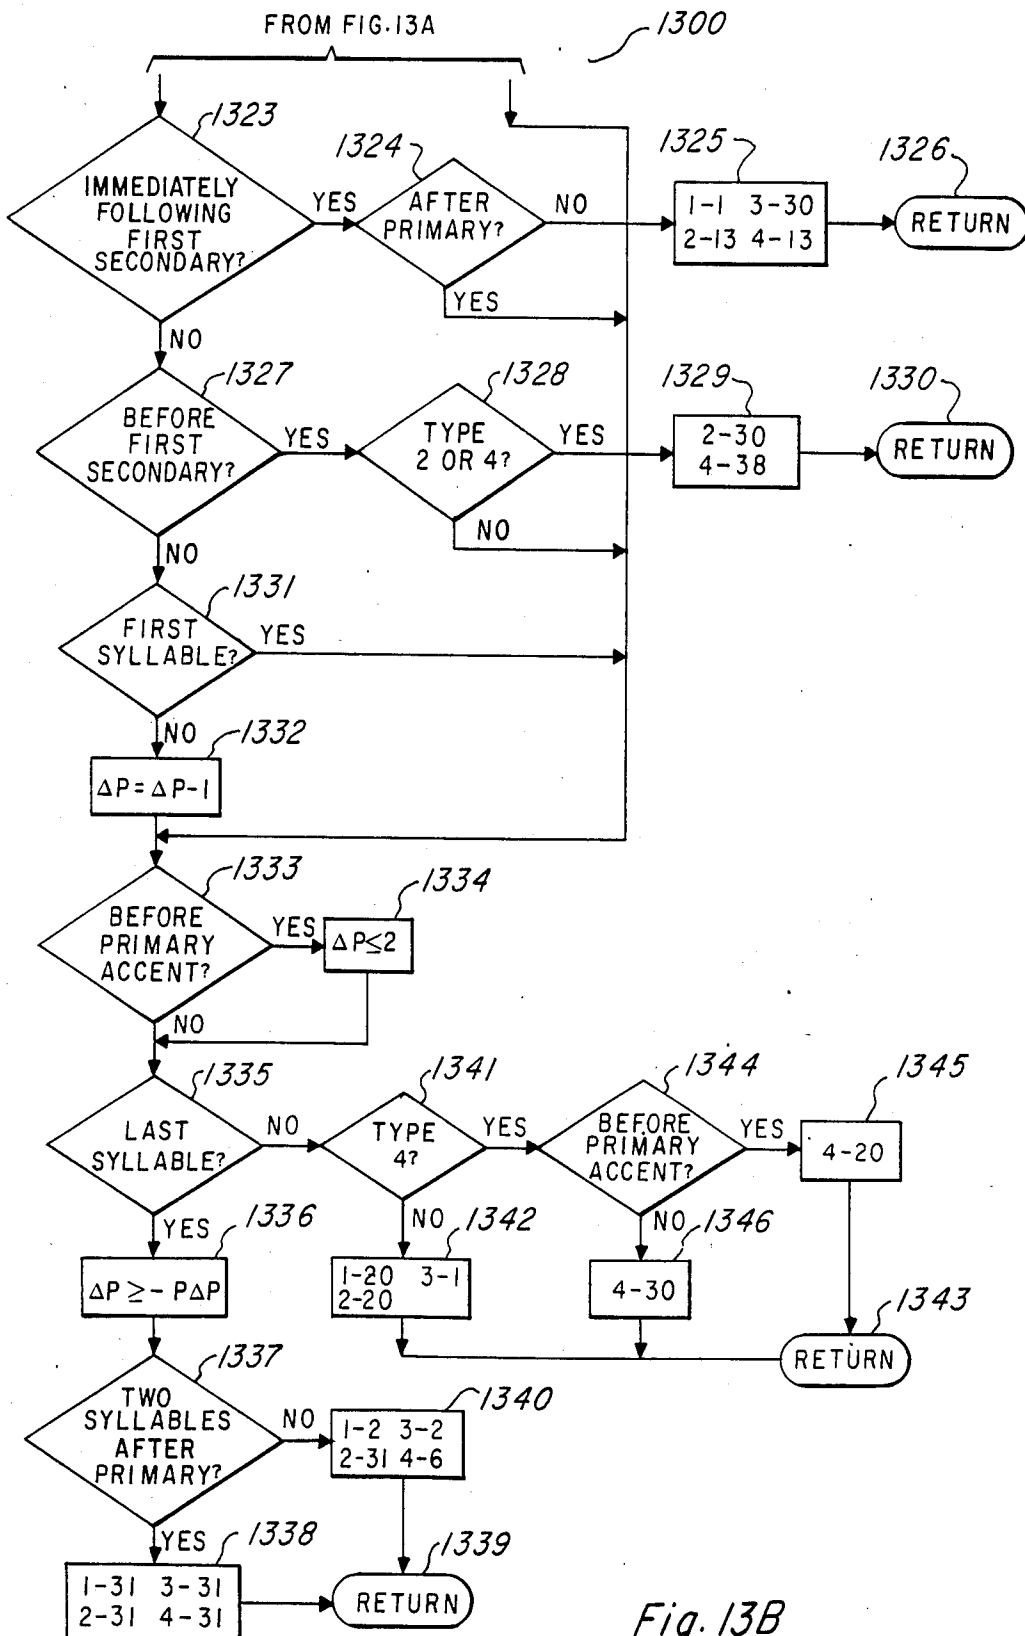 FROM FIG.13A
1300
1323
IMMEDIATELY
FOLLOWING
FIRST
SECONDARY?
YES
NO
1324
AFTER
PRIMARY?
NO
YES
1325
1-1 3-30
2-13 4-13
1326
RETURN
1327
BEFORE
FIRST
SECONDARY?
YES
NO
1328
TYPE
2 OR 4?
YES
NO
1329
2-30
4-38
1330
RETURN
1331
FIRST
SYLLABLE?
YES
NO
1332
ΔP=ΔP-1
1333
BEFORE
PRIMARY
ACCENT?
YES
NO
1334
ΔP≤2
1335
LAST
SYLLABLE?
NO
YES
1341
TYPE
4?
YES
NO
1344
BEFORE
PRIMARY
ACCENT?
YES
NO
1345
4-20
1336
ΔP≥-PΔP
1342
1-20 3-1
2-20
1346
4-30
1343
RETURN
1337
TWO
SYLLABLES
AFTER
PRIMARY?
NO
YES
1340
1-2 3-2
2-31 4-6
1338
1-31 3-31
2-31 4-31
1339
RETURN
Fig. 13B